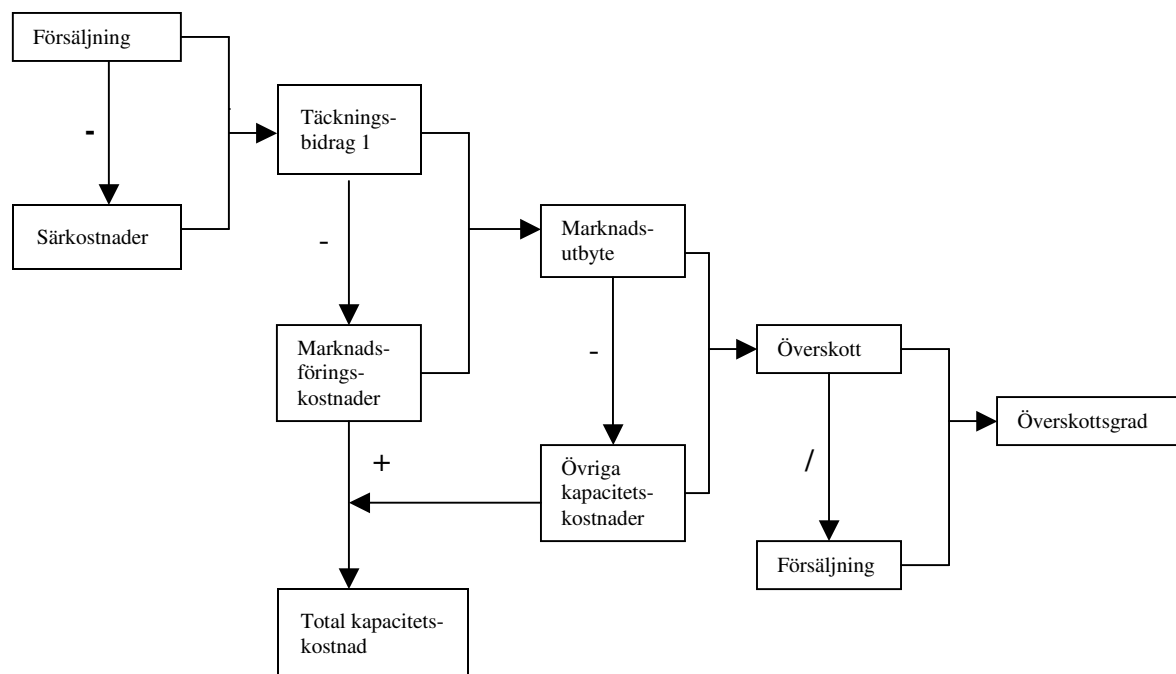 Försäljning
-
Särkostnader
Täcknings-
bidrag 1
-
Marknads-
förings-
kostnader
+
Total kapacitets-
kostnad
Marknads-
utbyte
-
Övriga
kapacitets-
kostnader
Överskott
/
Försäljning
Överskottsgrad